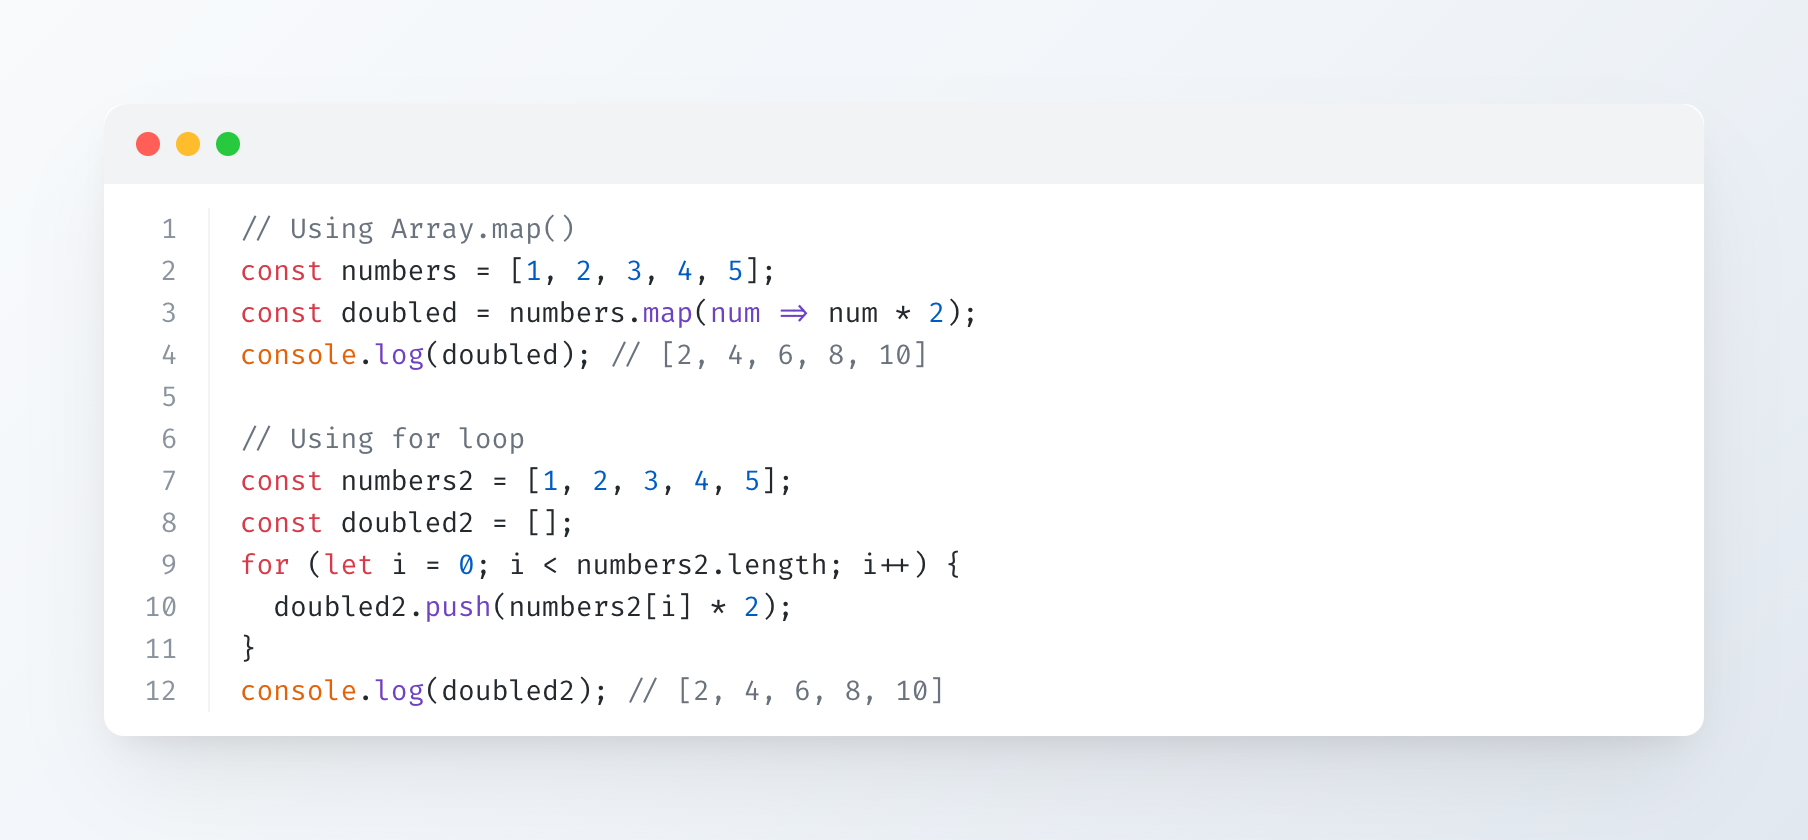 1 // Using Array.map()
2 const numbers = [1, 2, 3, 4, 5];
3 const doubled = numbers.map(num => num * 2);
4 console.log(doubled); // [2, 4, 6, 8, 10]
5
6 // Using for loop
7 const numbers2 = [1, 2, 3, 4, 5];
8 const doubled2 = [];
9 for (let i = 0; i < numbers2.length; i++) {
10   doubled2.push(numbers2[i] * 2);
11 }
12 console.log(doubled2); // [2, 4, 6, 8, 10]